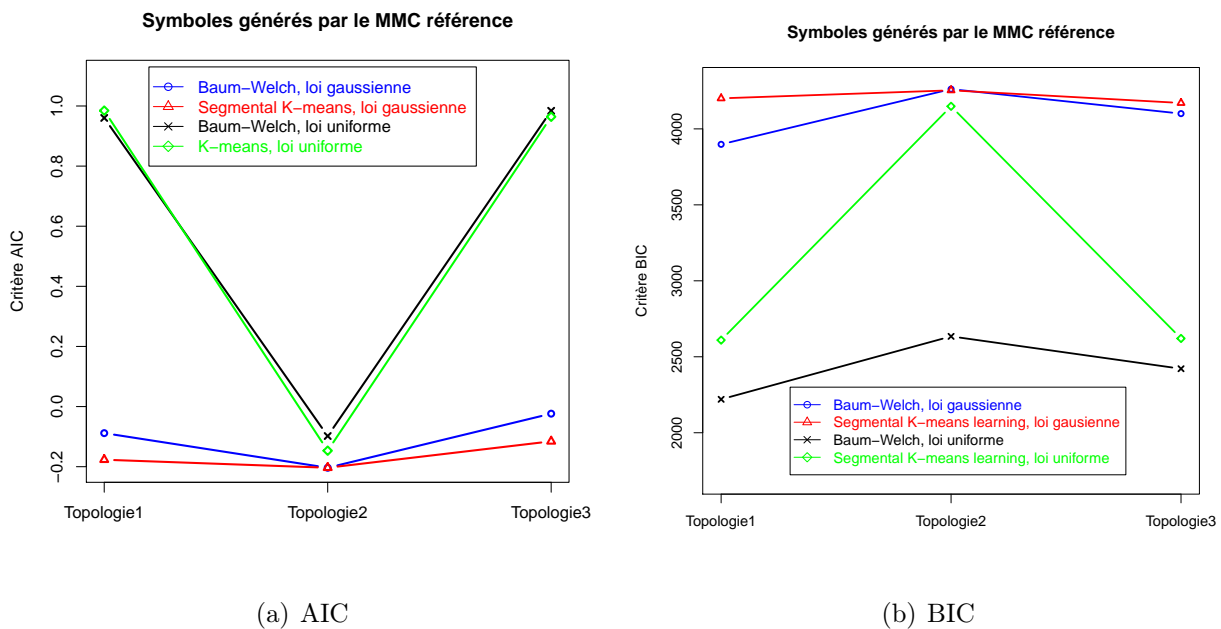 Symboles générés par le MMC référence
Critère AIC
1.0
0.8
0.6
0.4
0.2
0.0
−0.2
Baum−Welch, loi gaussienne
Segmental K−means, loi gaussienne
Baum−Welch, loi uniforme
K−means, loi uniforme
Topologie1
Topologie2
Topologie3
(a) AIC
Symboles générés par le MMC référence
Critère BIC
4000
3500
3000
2500
2000
Baum−Welch, loi gaussienne
Segmental K−means learning, loi gausienne
Baum−Welch, loi uniforme
Segmental K−means learning, loi uniforme
Topologie1
Topologie2
Topologie3
(b) BIC